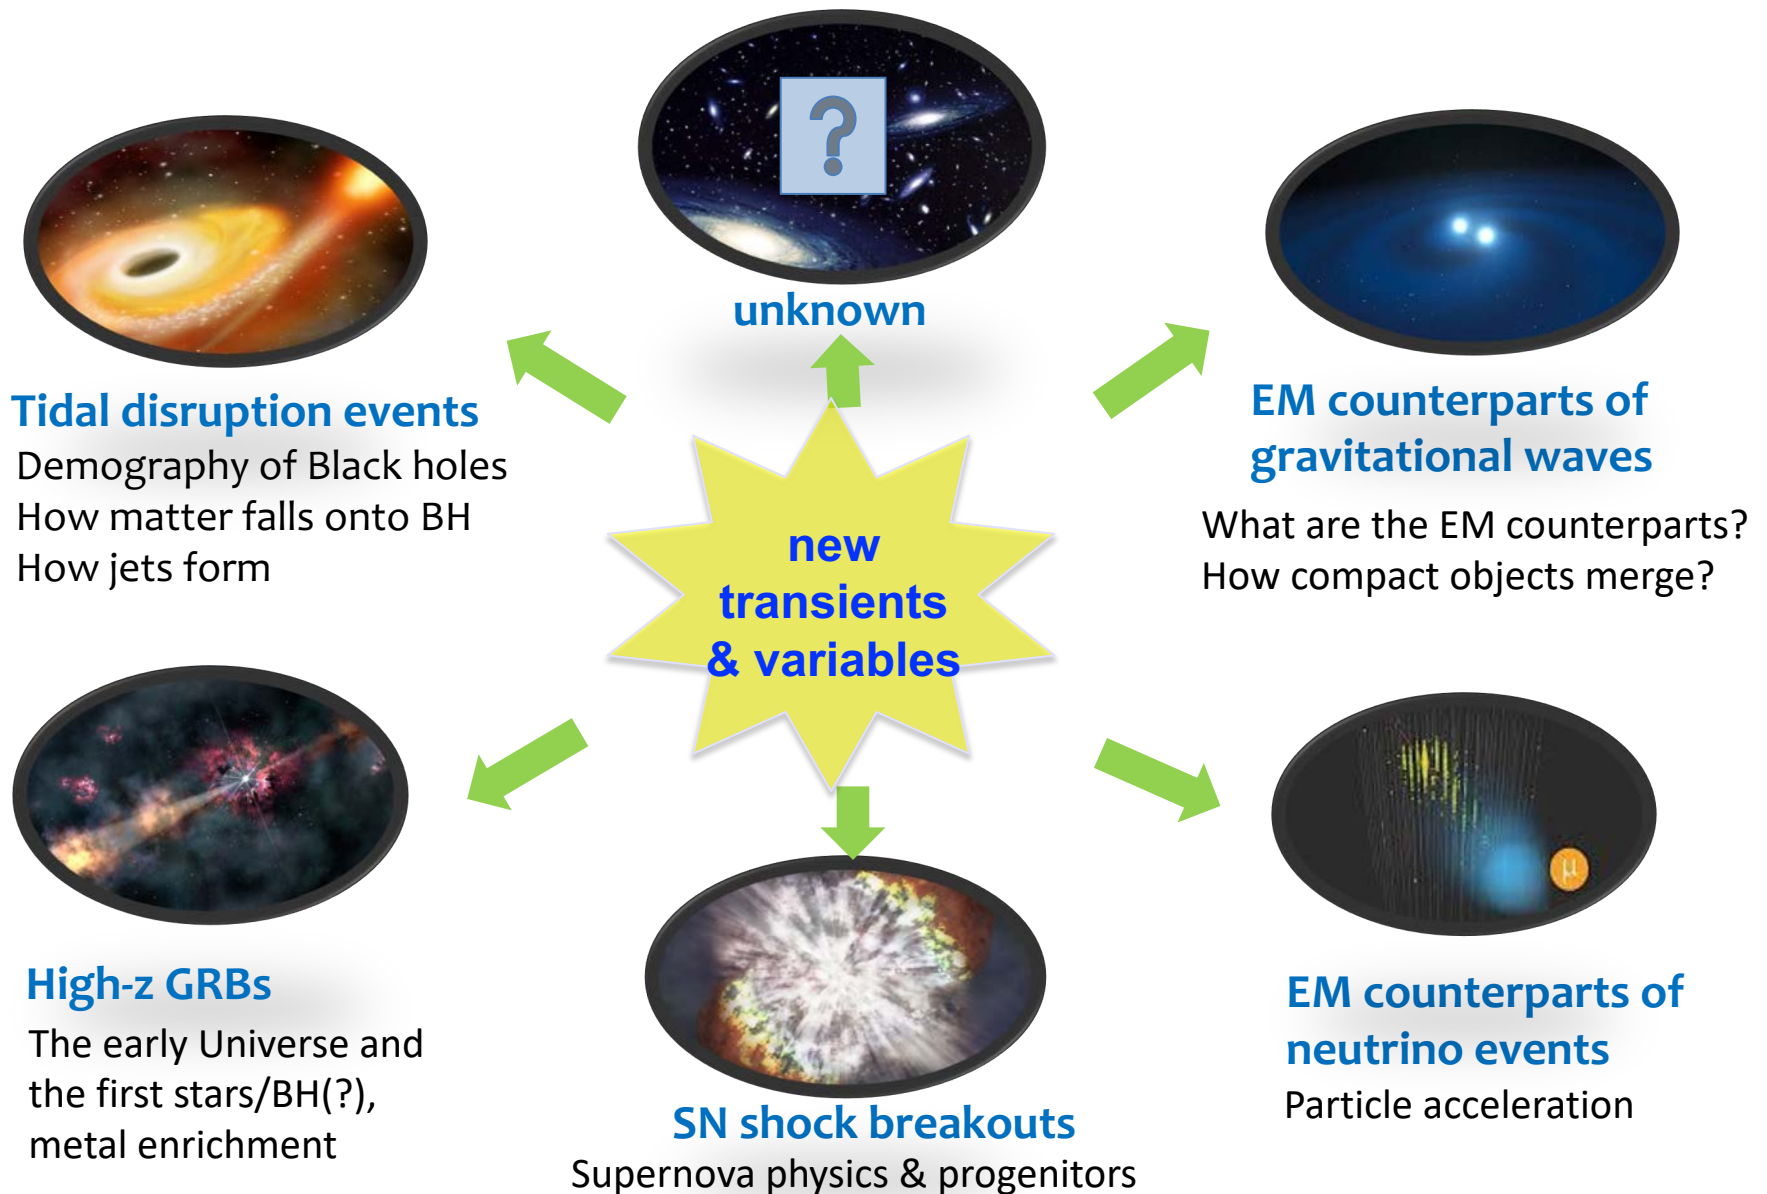 ?
unknown
Tidal disruption events
Demography of Black holes
How matter falls onto BH
How jets form
EM counterparts of
gravitational waves
What are the EM counterparts?
How compact objects merge?
new
transients
& variables
High-z GRBs
The early Universe and
the first stars/BH(?),
metal enrichment
SN shock breakouts
Supernova physics & progenitors
μ
EM counterparts of
neutrino events
Particle acceleration